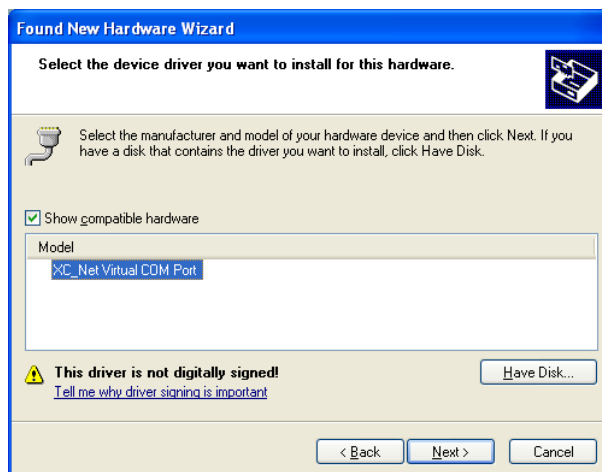 Found New Hardware Wizard
Select the device driver you want to install for this hardware.
Select the manufacturer and model of your hardware device and then click Next. If you
have a disk that contains the driver you want to install, click Have Disk.
Show compatible hardware
Model
XC_Net Virtual COM Port
This driver is not digitally signed!
Tell me why driver signing is important
Have Disk...
< Back
Next >
Cancel